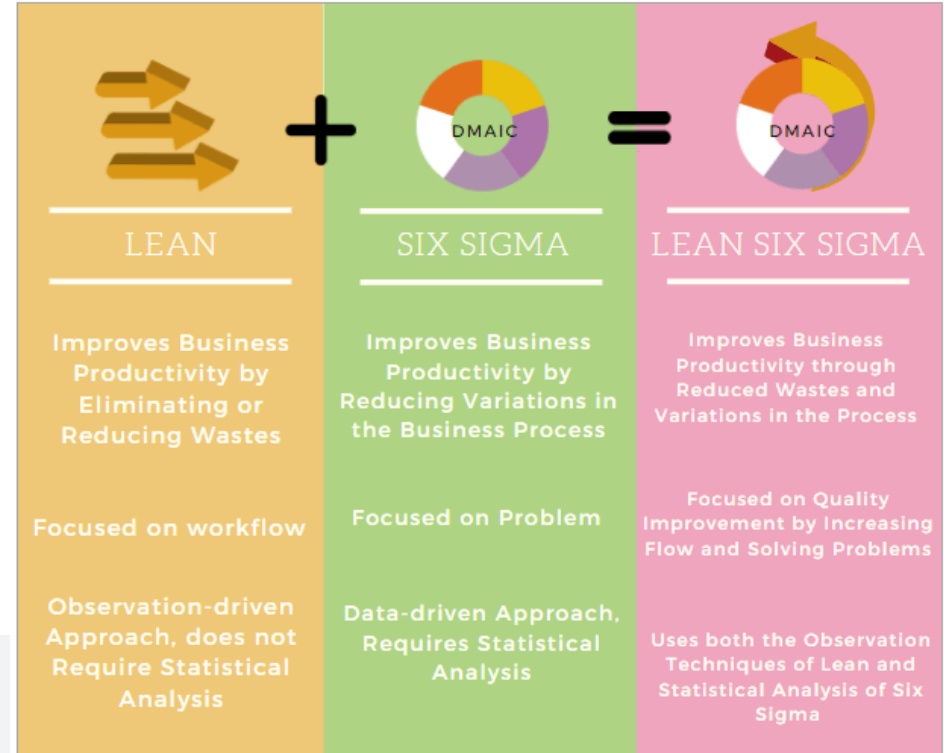 DMAIC
DMAIC
LEAN
Improves Business
Productivity by
Eliminating or
Reducing Wastes
Focused on workflow
Observation-driven
Approach, does not
Require Statistical
Analysis
SIX SIGMA
Improves Business
Productivity by
Reducing Variations in
the Business Process
Focused on Problem
Data-driven Approach,
Requires Statistical
Analysis
LEAN SIX SIGMA
Improves Business
Productivity through
Reduced Wastes and
Variations in the Process
Focused on Quality
Improvement by Increasing
Flow and Solving Problems
Uses both the Observation
Techniques of Lean and
Statistical Analysis of Six
Sigma